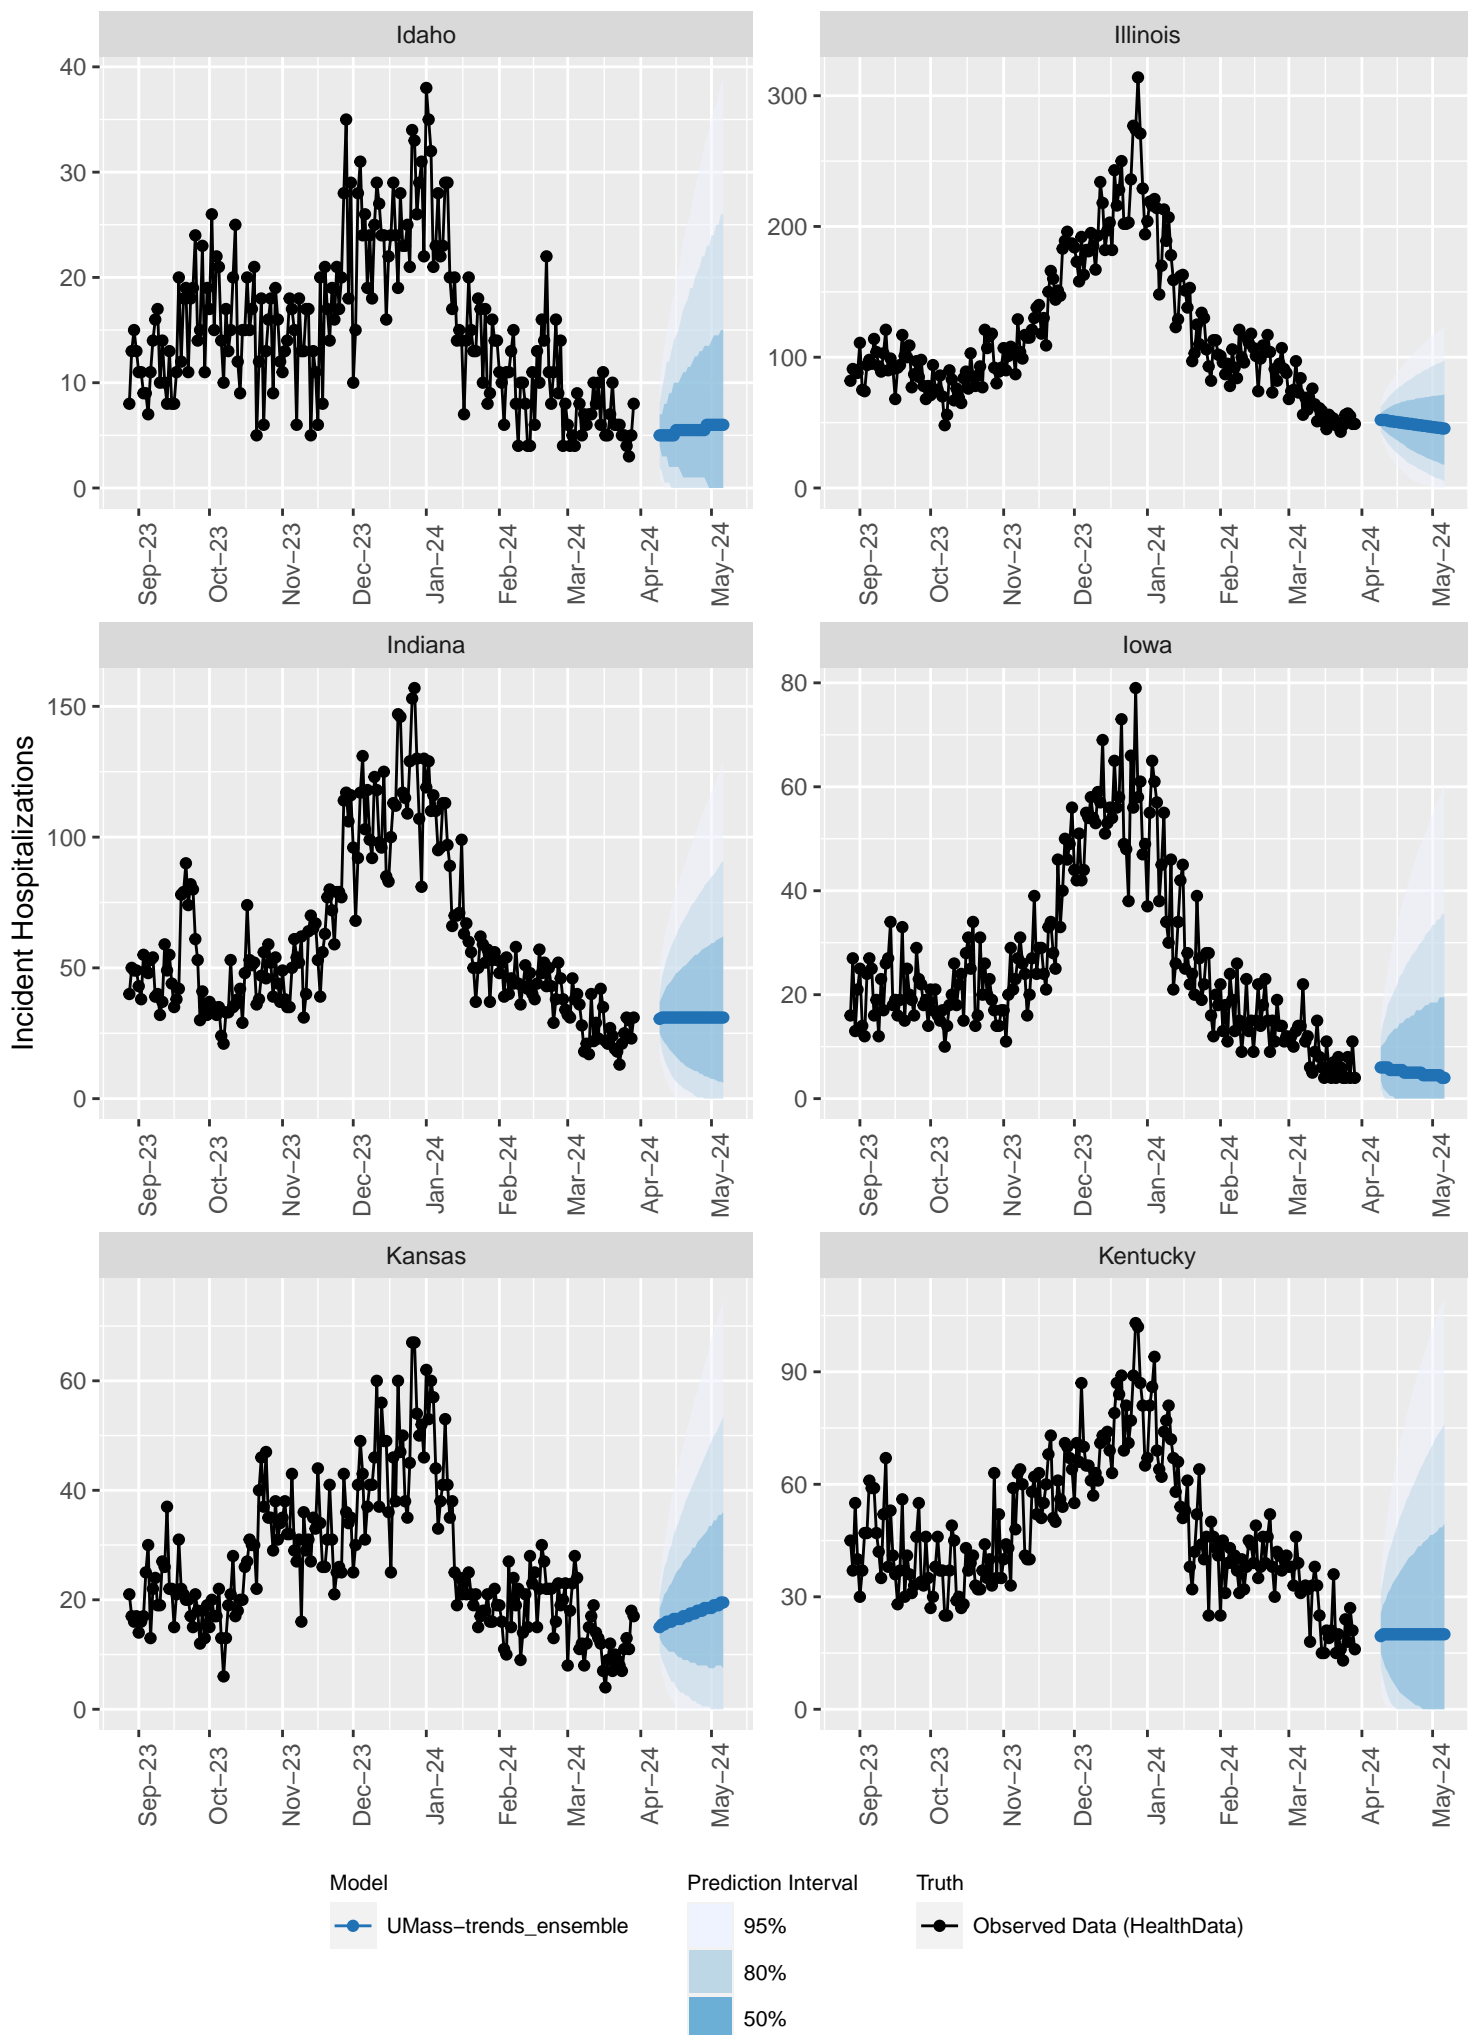 Idaho
Illinois
40
30
20
10
0
300
200
100
0
Sep−23
Oct−23
Nov−23
Dec−23
Jan−24
Feb−24
Mar−24
Apr−24
May−24
Sep−23
Oct−23
Nov−23
Dec−23
Jan−24
Feb−24
Mar−24
Apr−24
May−24
Incident Hospitalizations
Indiana
Iowa
150
100
50
0
80
60
40
20
0
Sep−23
Oct−23
Nov−23
Dec−23
Jan−24
Feb−24
Mar−24
Apr−24
May−24
Sep−23
Oct−23
Nov−23
Dec−23
Jan−24
Feb−24
Mar−24
Apr−24
May−24
Kansas
Kentucky
60
40
20
0
90
60
30
0
Sep−23
Oct−23
Nov−23
Dec−23
Jan−24
Feb−24
Mar−24
Apr−24
May−24
Sep−23
Oct−23
Nov−23
Dec−23
Jan−24
Feb−24
Mar−24
Apr−24
May−24
Model
UMass−trends_ensemble
Prediction Interval
95%
80%
50%
Truth
Observed Data (HealthData)